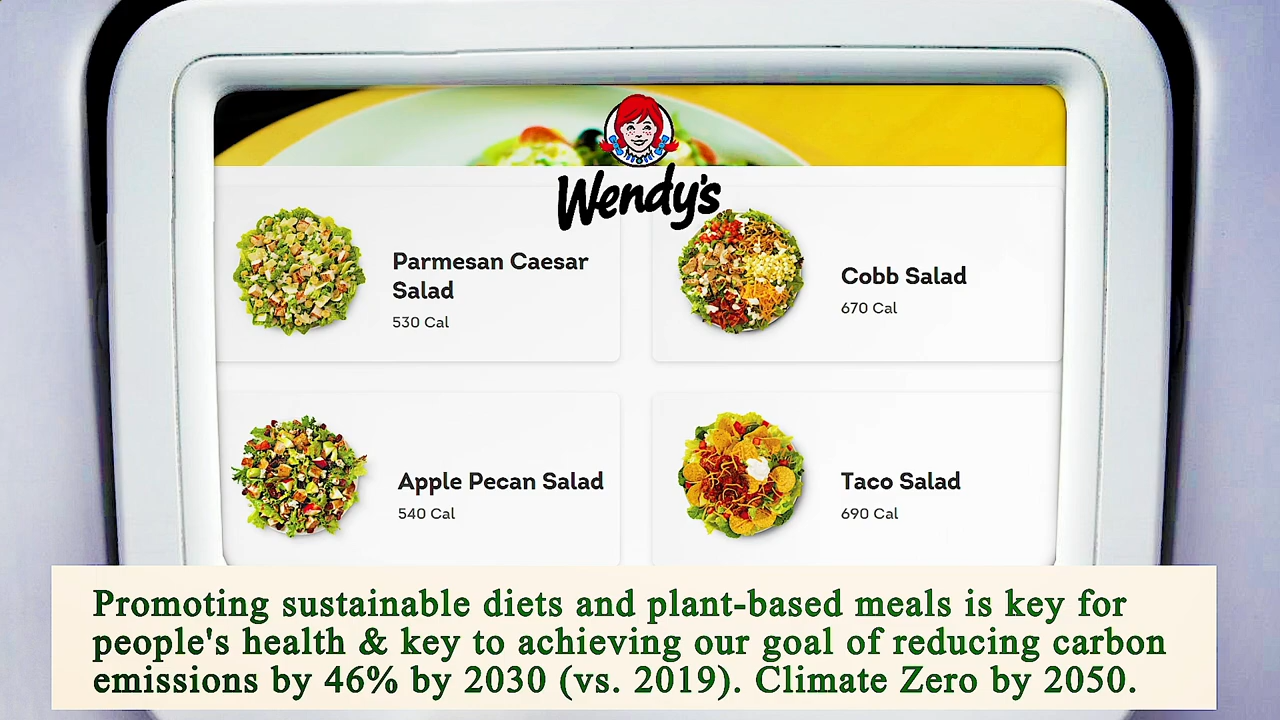 Wendy's
Parmesan Caesar
Salad
530 Cal
Cobb Salad
670 Cal
Apple Pecan Salad
540 Cal
Taco Salad
690 Cal
Promoting sustainable diets and plant-based meals is key for
people's health & key to achieving our goal of reducing carbon
emissions by 46% by 2030 (vs. 2019). Climate Zero by 2050.